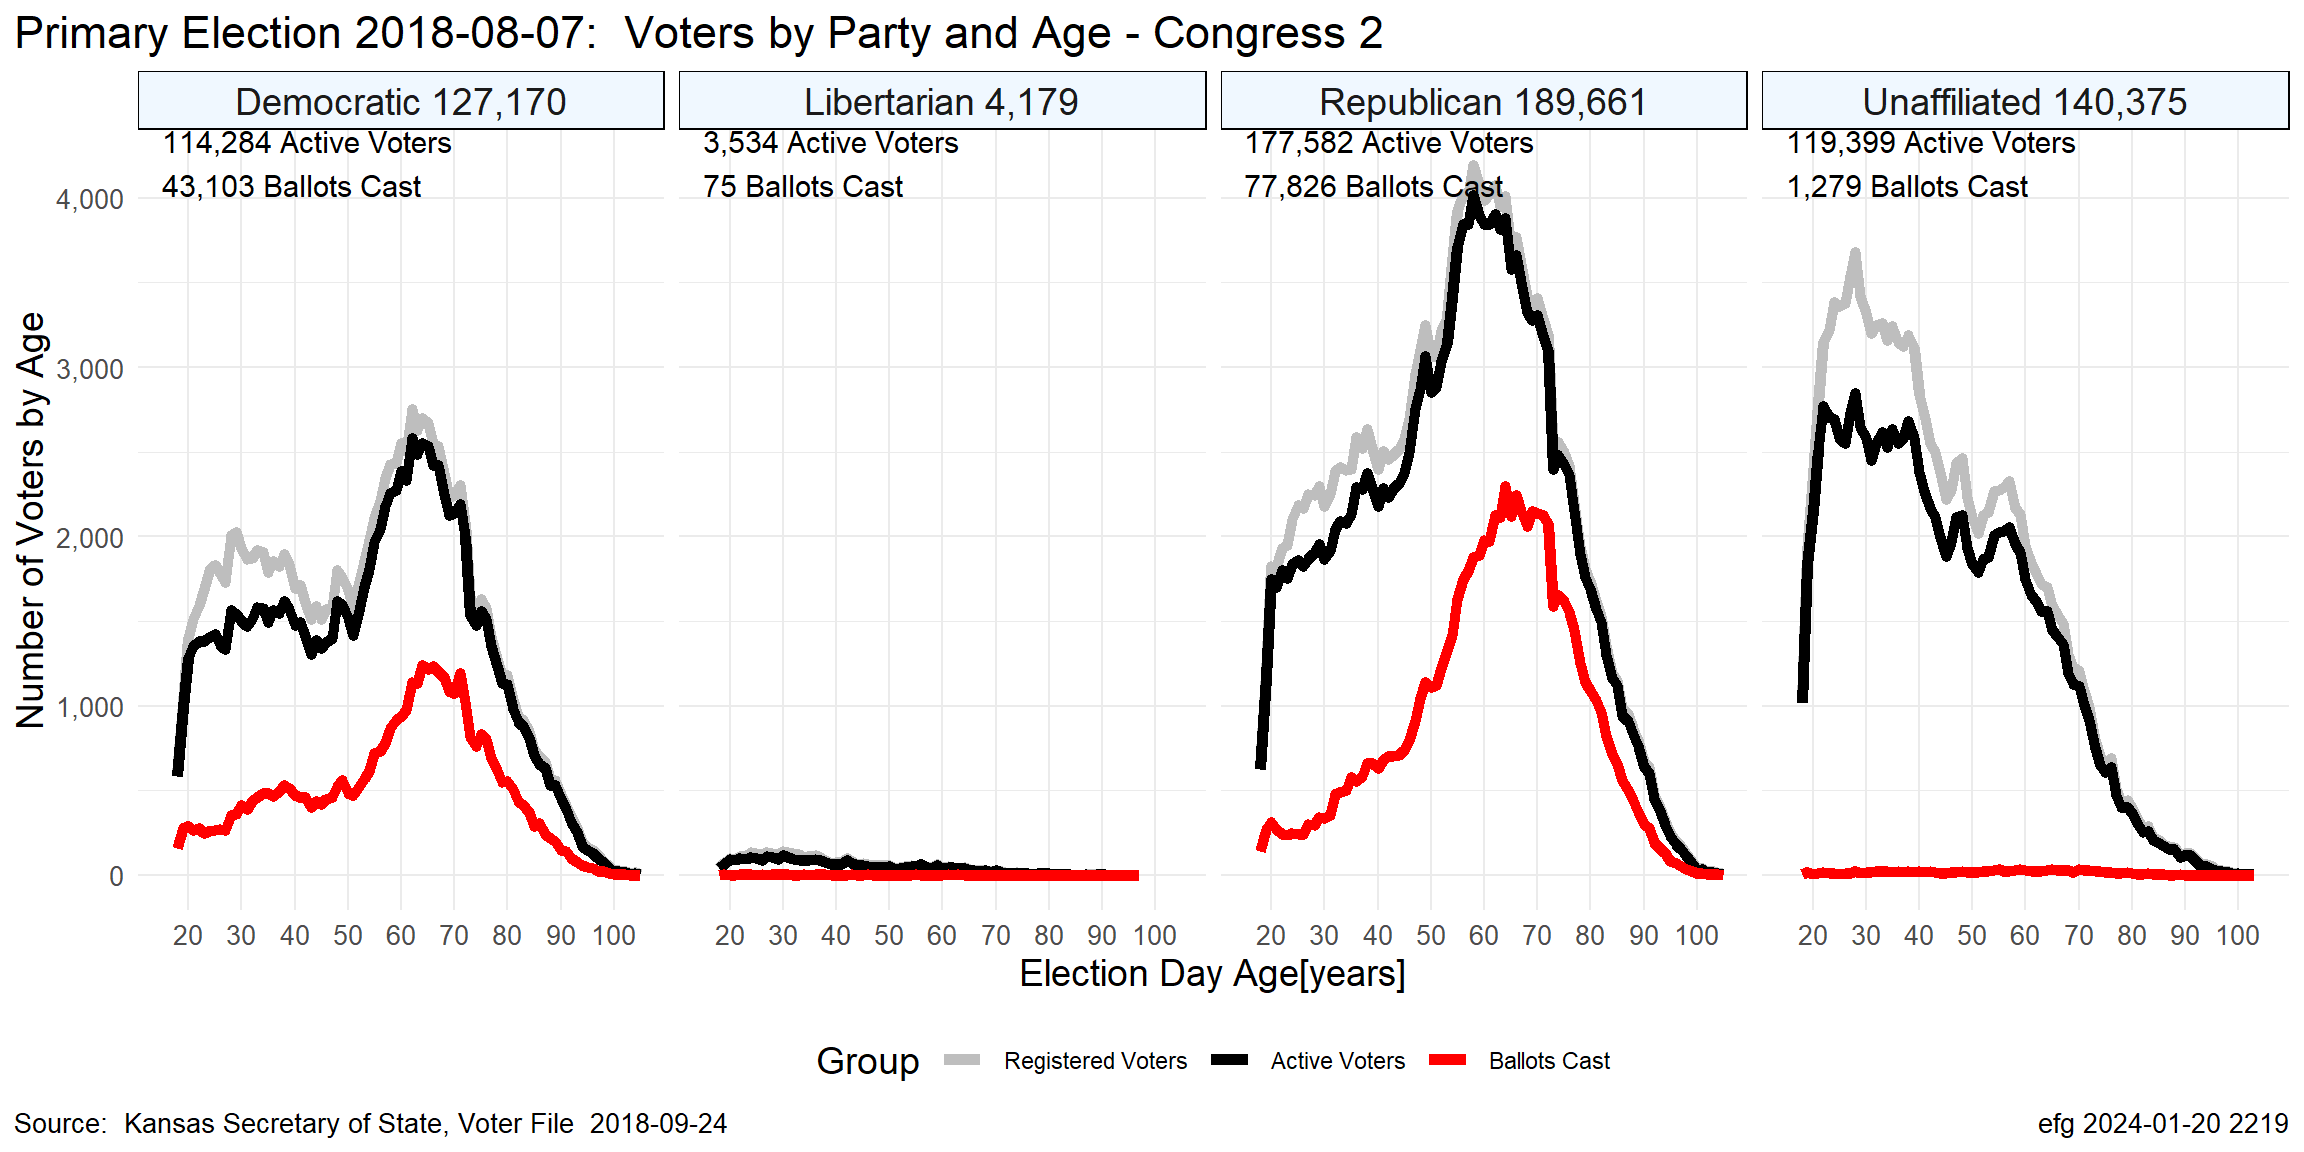 Primary Election 2018-08-07:  Voters by Party and Age - Congress 2
Democratic 127,170
Libertarian 4,179
Republican 189,661
Unaffiliated 140,375
114,284 Active Voters
43,103 Ballots Cast
3,534 Active Voters
75 Ballots Cast
177,582 Active Voters
77,826 Ballots Cast
119,399 Active Voters
1,279 Ballots Cast
Number of Voters by Age
4,000
3,000
2,000
1,000
0
20 30 40 50 60 70 80 90 100
20 30 40 50 60 70 80 90 100
20 30 40 50 60 70 80 90 100
20 30 40 50 60 70 80 90 100
Election Day Age[years]
Group Registered Voters Active Voters Ballots Cast
Source:  Kansas Secretary of State, Voter File  2018-09-24
efg 2024-01-20 2219